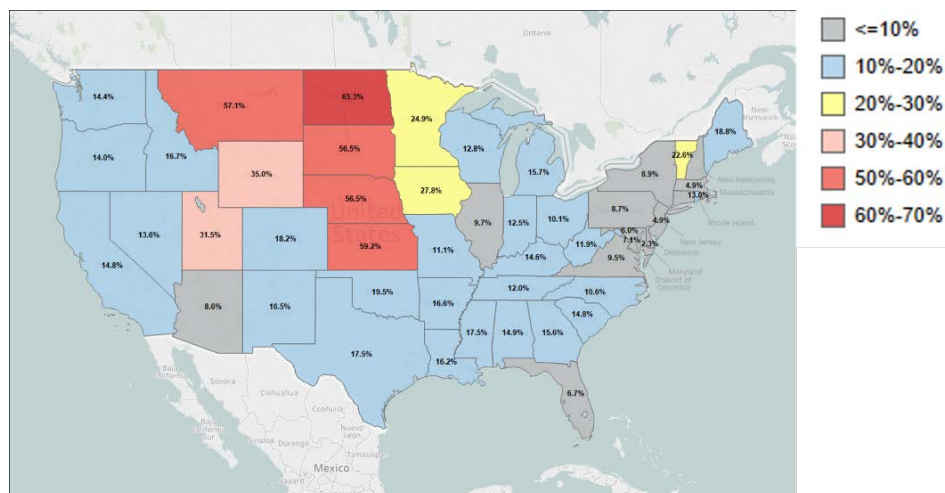 <=10%
10%-20%
20%-30%
30%-40%
50%-60%
60%-70%
Ontario
New Brunswick
14.4%
57.1%
65.3%
24.9%
18.8%
14.0%
16.7%
56.5%
12.8%
15.7%
22.6%
8.9%
New Hampshire
4.9%
Massachusetts
13.0%
35.0%
27.8%
56.5%
9.7%
12.5%
10.1%
8.7%
4.9%
Rhode Island
United States
13.6%
31.5%
18.2%
59.2%
11.1%
14.6%
11.9%
6.0%
7.1%
2.3%
New Jersey
Delaware
9.5%
Maryland
District of Columbia
14.8%
8.6%
16.5%
19.5%
16.6%
12.0%
10.6%
14.8%
17.5%
14.9%
15.6%
17.5%
16.2%
6.7%
Baja California
Sonora
Chihuahua
Coahuila
Baja California Sur
Nuevo León
Sinaloa
Durango
Tamaulipas
Mexico
Nayarit